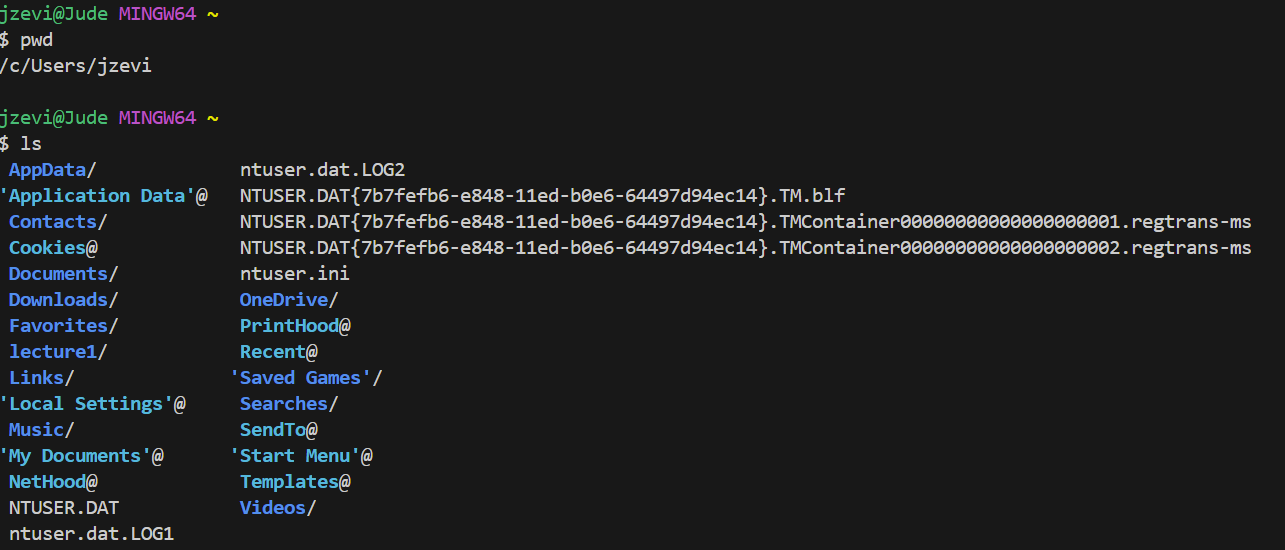 jzevi@Jude MINGW64 ~
$ pwd
/c/Users/jzevi

jzevi@Jude MINGW64 ~
$ ls
 AppData/             ntuser.dat.LOG2
'Application Data'@   NTUSER.DAT{7b7fefb6-e848-11ed-b0e6-64497d94ec14}.TM.blf
 Contacts/            NTUSER.DAT{7b7fefb6-e848-11ed-b0e6-64497d94ec14}.TMContainer00000000000000000001.regtrans-ms
 Cookies@             NTUSER.DAT{7b7fefb6-e848-11ed-b0e6-64497d94ec14}.TMContainer00000000000000000002.regtrans-ms
 Documents/           ntuser.ini
 Downloads/           OneDrive/
 Favorites/           PrintHood@
 lecture1/            Recent@
 Links/              'Saved Games'/
'Local Settings'@     Searches/
 Music/               SendTo@
'My Documents'@      'Start Menu'@
 NetHood@             Templates@
 NTUSER.DAT           Videos/
 ntuser.dat.LOG1